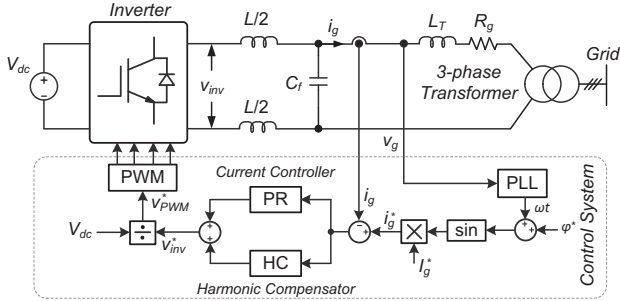 Inverter
L/2
i_g
L_T
R_g
Grid
V_dc
+
−
v_inv
C_f
3-phase
Transformer
L/2
v_g
PWM
Current Controller
PLL
v*_PWM
PR
i_g
ωt
V_dc
÷
v*_inv
+
+
−
+
i*_g
×
sin
+
+
φ*
HC
I*_g
Harmonic Compensator
Control System